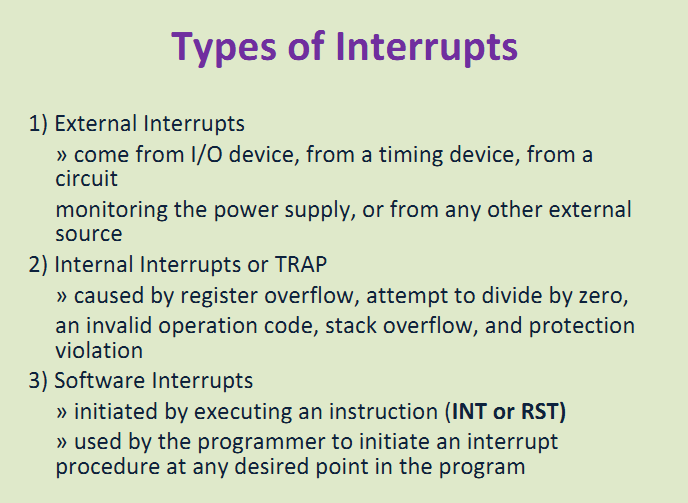 Types of Interrupts
1) External Interrupts
» come from I/O device, from a timing device, from a
circuit
monitoring the power supply, or from any other external
source
2) Internal Interrupts or TRAP
» caused by register overflow, attempt to divide by zero,
an invalid operation code, stack overflow, and protection
violation
3) Software Interrupts
» initiated by executing an instruction (INT or RST)
» used by the programmer to initiate an interrupt
procedure at any desired point in the program